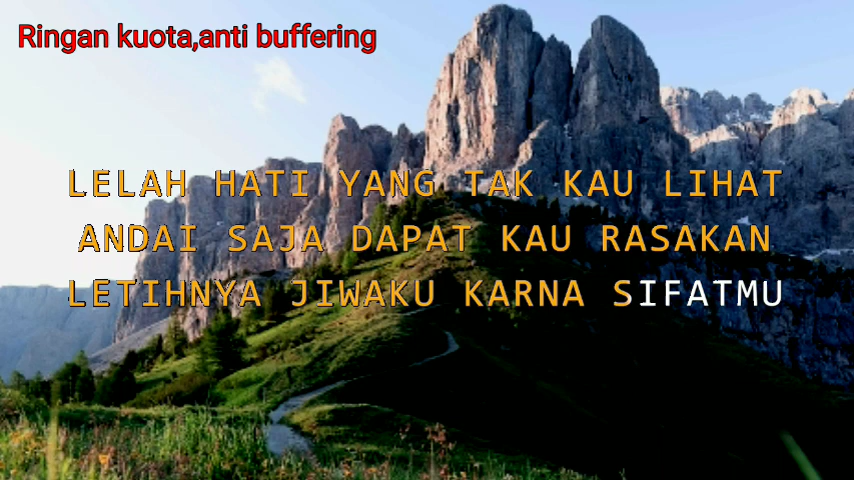 Ringan kuota,anti buffering
LELAH HATI YANG TAK KAU LIHAT
ANDAI SAJA DAPAT KAU RASAKAN
LETIHNYA JIWAKU KARNA SIFATMU